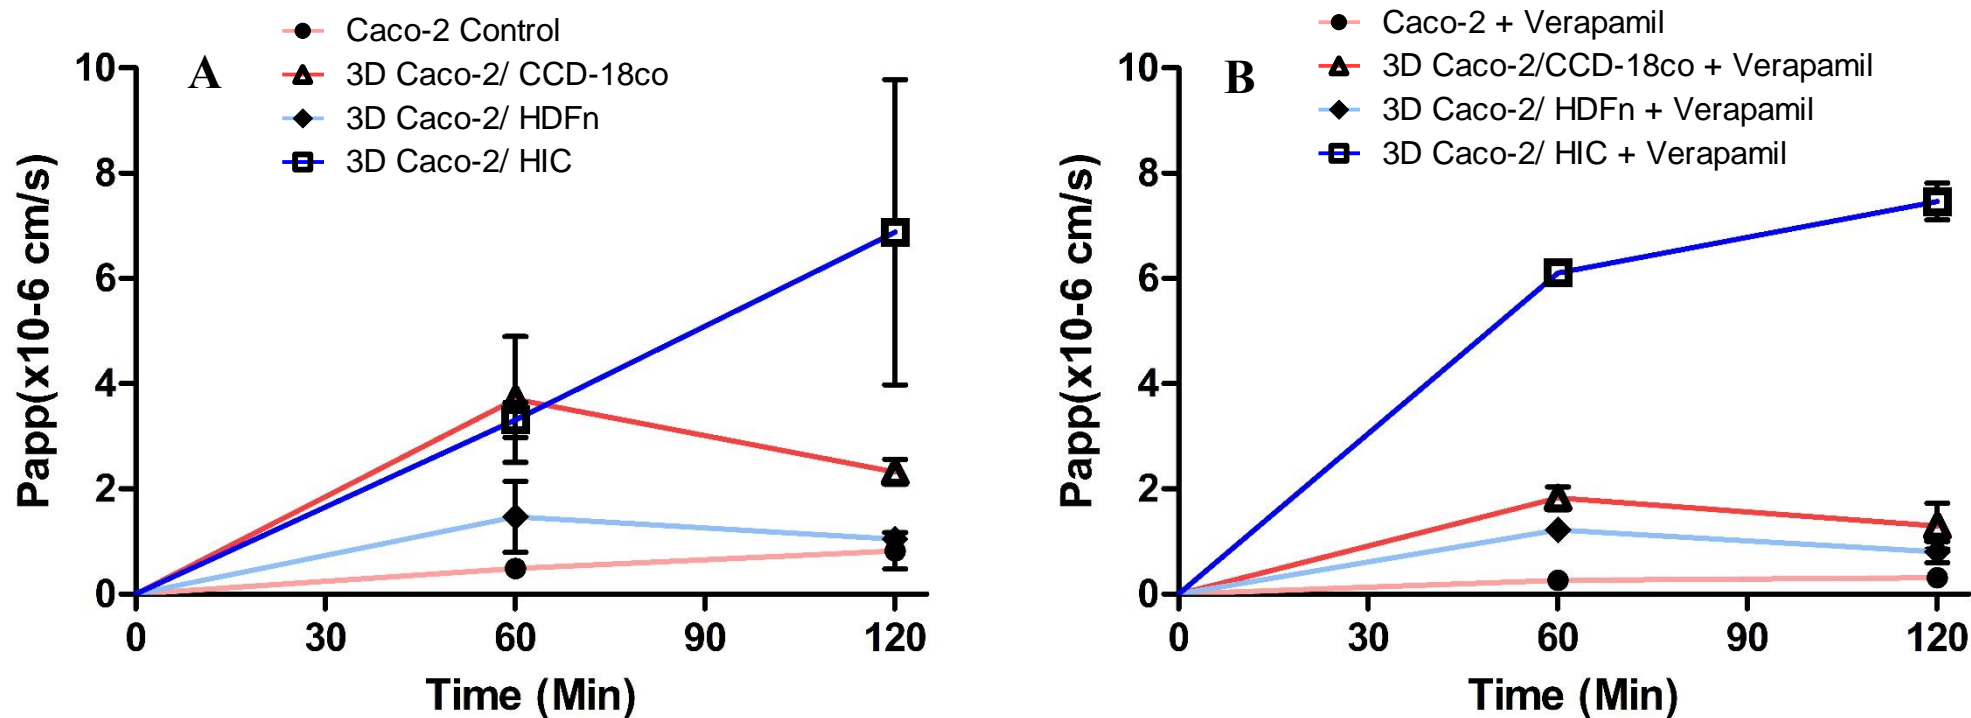 A
Caco-2 Control
3D Caco-2/ CCD-18co
3D Caco-2/ HDFn
3D Caco-2/ HIC
Papp(x10-6 cm/s)
10
8
6
4
2
0
0 30 60 90 120
Time (Min)
B
Caco-2 + Verapamil
3D Caco-2/CCD-18co + Verapamil
3D Caco-2/ HDFn + Verapamil
3D Caco-2/ HIC + Verapamil
Papp(x10-6 cm/s)
10
8
6
4
2
0
0 30 60 90 120
Time (Min)